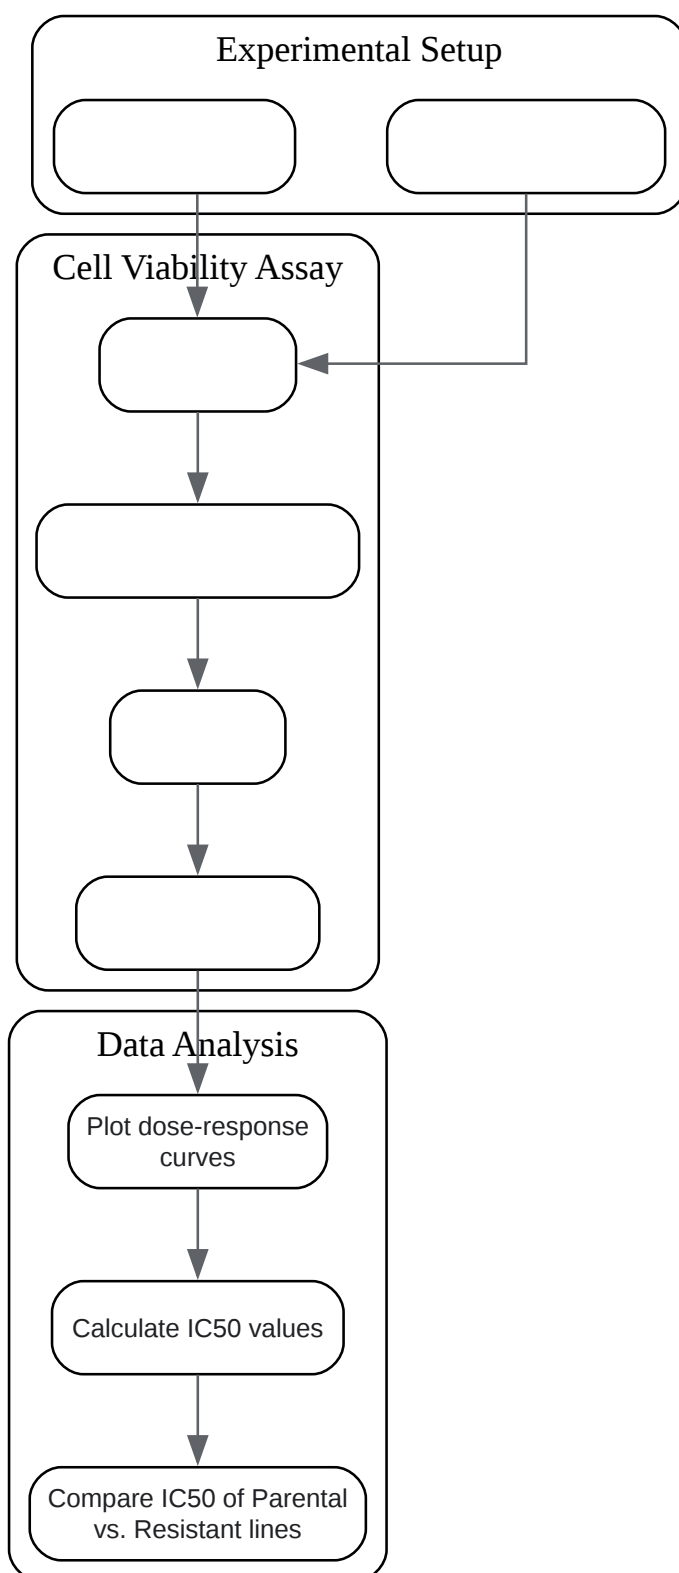 Experimental Setup
Cell Viability Assay
Data Analysis
Plot dose-response
curves
Calculate IC50 values
Compare IC50 of Parental
vs. Resistant lines